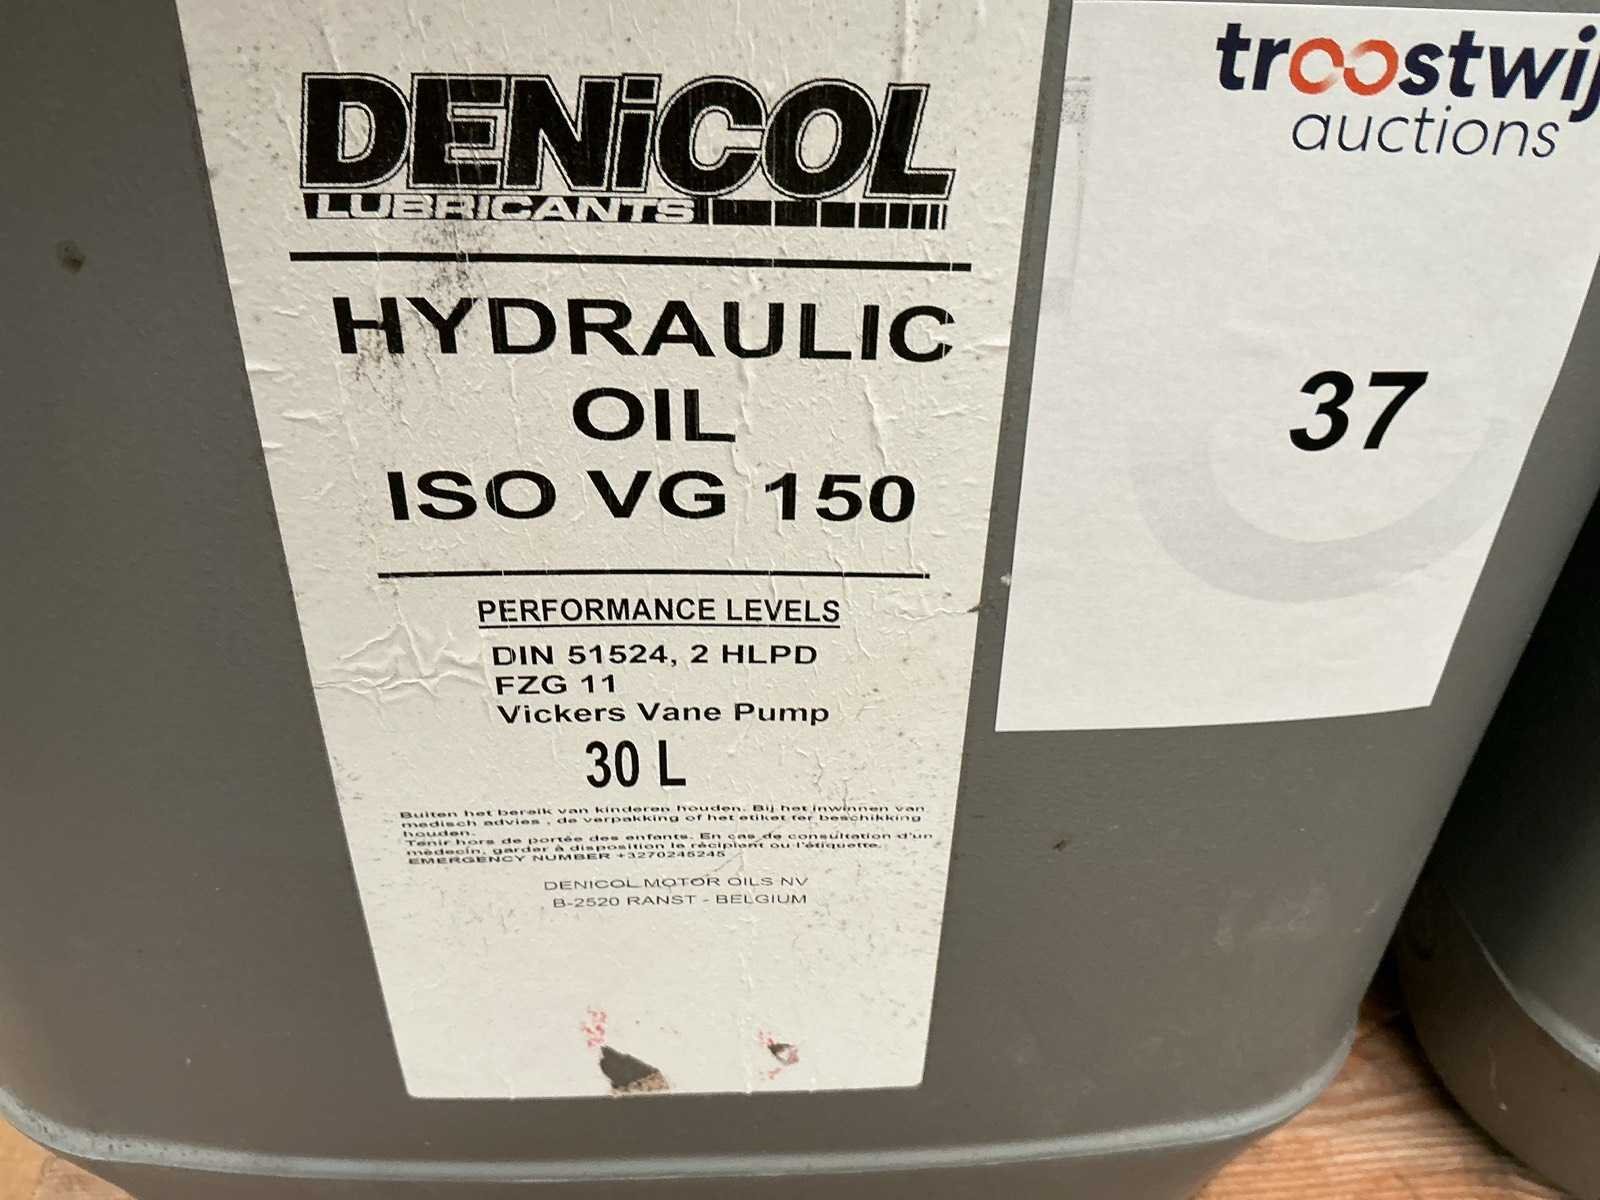 DENiCOL
LUBRICANTS
HYDRAULIC
OIL
ISO VG 150
PERFORMANCE LEVELS
DIN 51524, 2 HLPD
FZG 11
Vickers Vane Pump
30 L
Buiten het bereik van kinderen houden. Bij het inwinnen van
medisch advies , de verpakking of het etiket ter beschikking
houden.
Tenir hors de portée des enfants. En cas de consultation d'un
médecin, garder à disposition le récipient ou l'étiquette.
EMERGENCY NUMBER +3270245245
DENICOL MOTOR OILS NV
B-2520 RANST - BELGIUM
troostwij
auctions
37